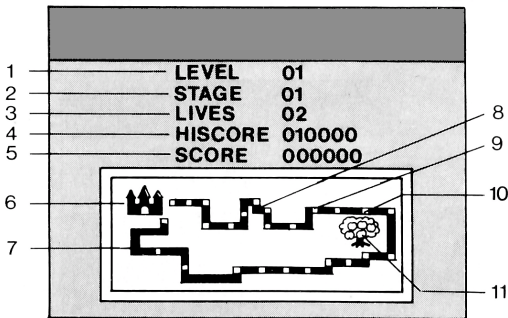 1 LEVEL 01
2 STAGE 01
3 LIVES 02
4 HISCORE 010000
5 SCORE 000000
8
9
6
10
7
11